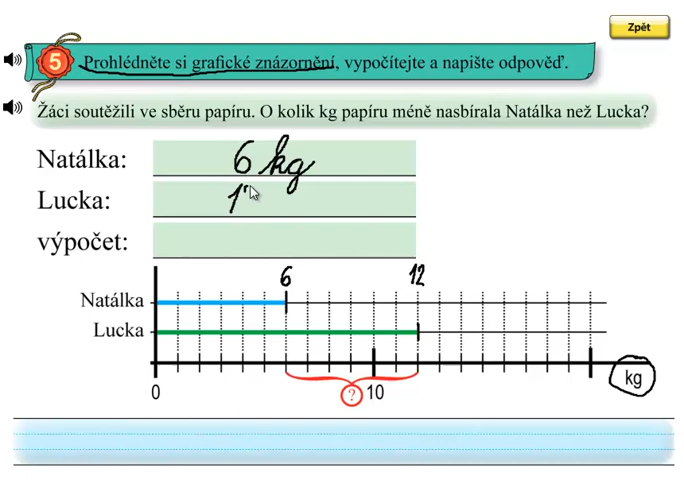 Zpět
5 Prohlédněte si grafické znázornění, vypočítejte a napište odpověď.
Žáci soutěžili ve sběru papíru. O kolik kg papíru méně nasbírala Natálka než Lucka?
Natálka: 6 kg
Lucka: 1
výpočet:
6 12
Natálka
Lucka
0 ? 10 kg